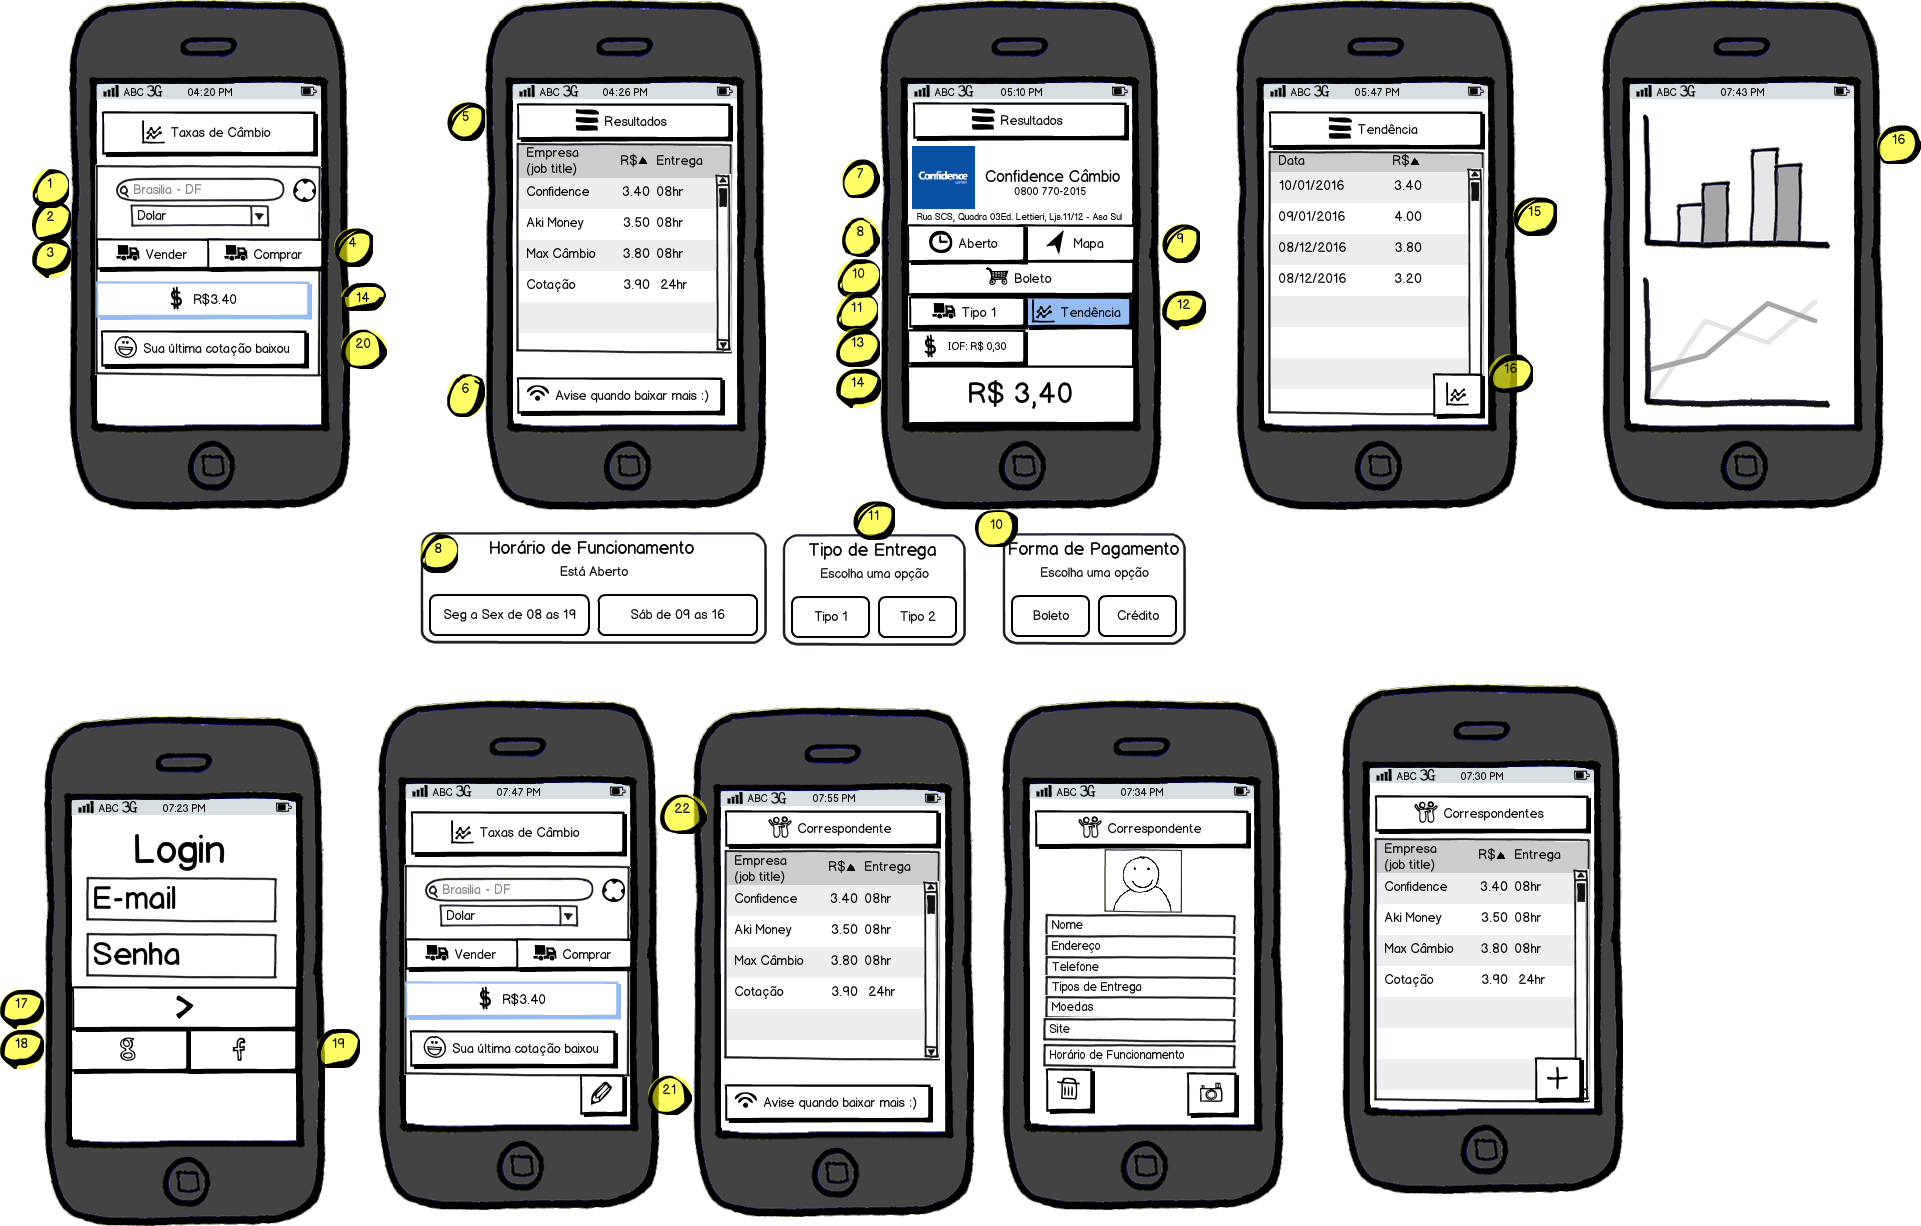 ABC 3G 04:20 PM
Taxas de Câmbio
1
Brasilia - DF
2
Dolar
3
Vender
Comprar
4
$ R$3.40
14
Sua última cotação baixou
20
ABC 3G 04:26 PM
5
Resultados
Empresa
(job title)
R$ Entrega
Confidence 3.40 08hr
Aki Money 3.50 08hr
Max Câmbio 3.80 08hr
Cotação 3.90 24hr
6
Avise quando baixar mais :)
ABC 3G 05:10 PM
Resultados
7
Confidence
Confidence Câmbio
0800 770-2015
Rua SCS, Quadra 03Ed. Lettieri, Ljs.11/12 - Asa Sul
8
Aberto
Mapa
9
10
Boleto
11
Tipo 1
Tendência
12
13
$ IOF: R$ 0,30
14
R$ 3,40
ABC 3G 05:47 PM
Tendência
Data R$
10/01/2016 3.40
09/01/2016 4.00
08/12/2016 3.80
08/12/2016 3.20
15
16
ABC 3G 07:43 PM
16
8
Horário de Funcionamento
Está Aberto
Seg a Sex de 08 as 19
Sáb de 09 as 16
11
Tipo de Entrega
Escolha uma opção
Tipo 1
Tipo 2
10
Forma de Pagamento
Escolha uma opção
Boleto
Crédito
ABC 3G 07:23 PM
Login
E-mail
Senha
17
>
18
g
f
19
ABC 3G 07:47 PM
Taxas de Câmbio
Brasilia - DF
Dolar
Vender
Comprar
$ R$3.40
Sua última cotação baixou
21
22
ABC 3G 07:55 PM
Correspondente
Empresa
(job title)
R$ Entrega
Confidence 3.40 08hr
Aki Money 3.50 08hr
Max Câmbio 3.80 08hr
Cotação 3.90 24hr
Avise quando baixar mais :)
ABC 3G 07:34 PM
Correspondente
Nome
Endereço
Telefone
Tipos de Entrega
Moedas
Site
Horário de Funcionamento
ABC 3G 07:30 PM
Correspondentes
Empresa
(job title)
R$ Entrega
Confidence 3.40 08hr
Aki Money 3.50 08hr
Max Câmbio 3.80 08hr
Cotação 3.90 24hr
+